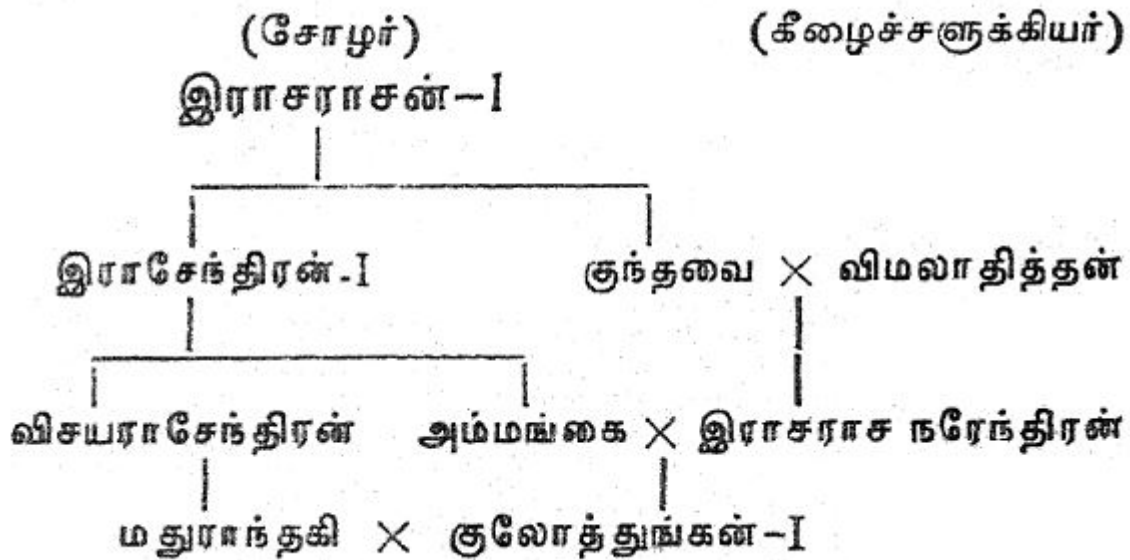 (சோழர்) (கீழைச்சளுக்கியர்)
இராசராசன்-I
இராசேந்திரன்-I குந்தவை × விமலாதித்தன்
விசயராசேந்திரன் அம்மங்கை × இராசராச நரேந்திரன்
மதுராந்தகி × குலோத்துங்கன்-I